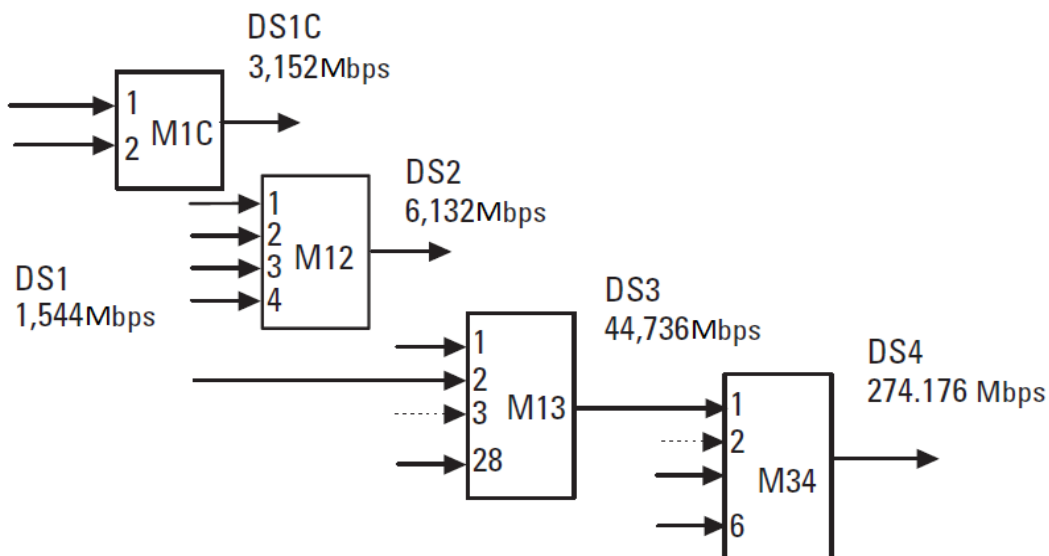 DS1C
3,152Mbps
1
2
M1C
DS2
6,132Mbps
1
2
3
4
M12
DS1
1,544Mbps
DS3
44,736Mbps
1
2
3
28
M13
DS4
274.176 Mbps
1
2
6
M34